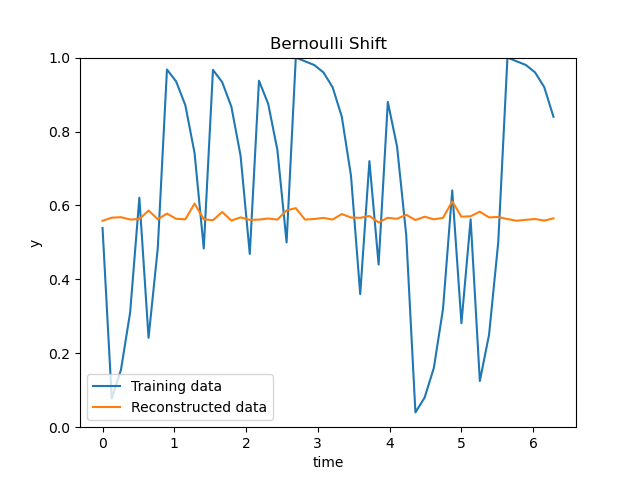 Bernoulli Shift
1.0
0.8
0.6
0.4
0.2
0.0
y
Training data
Reconstructed data
0 1 2 3 4 5 6
time